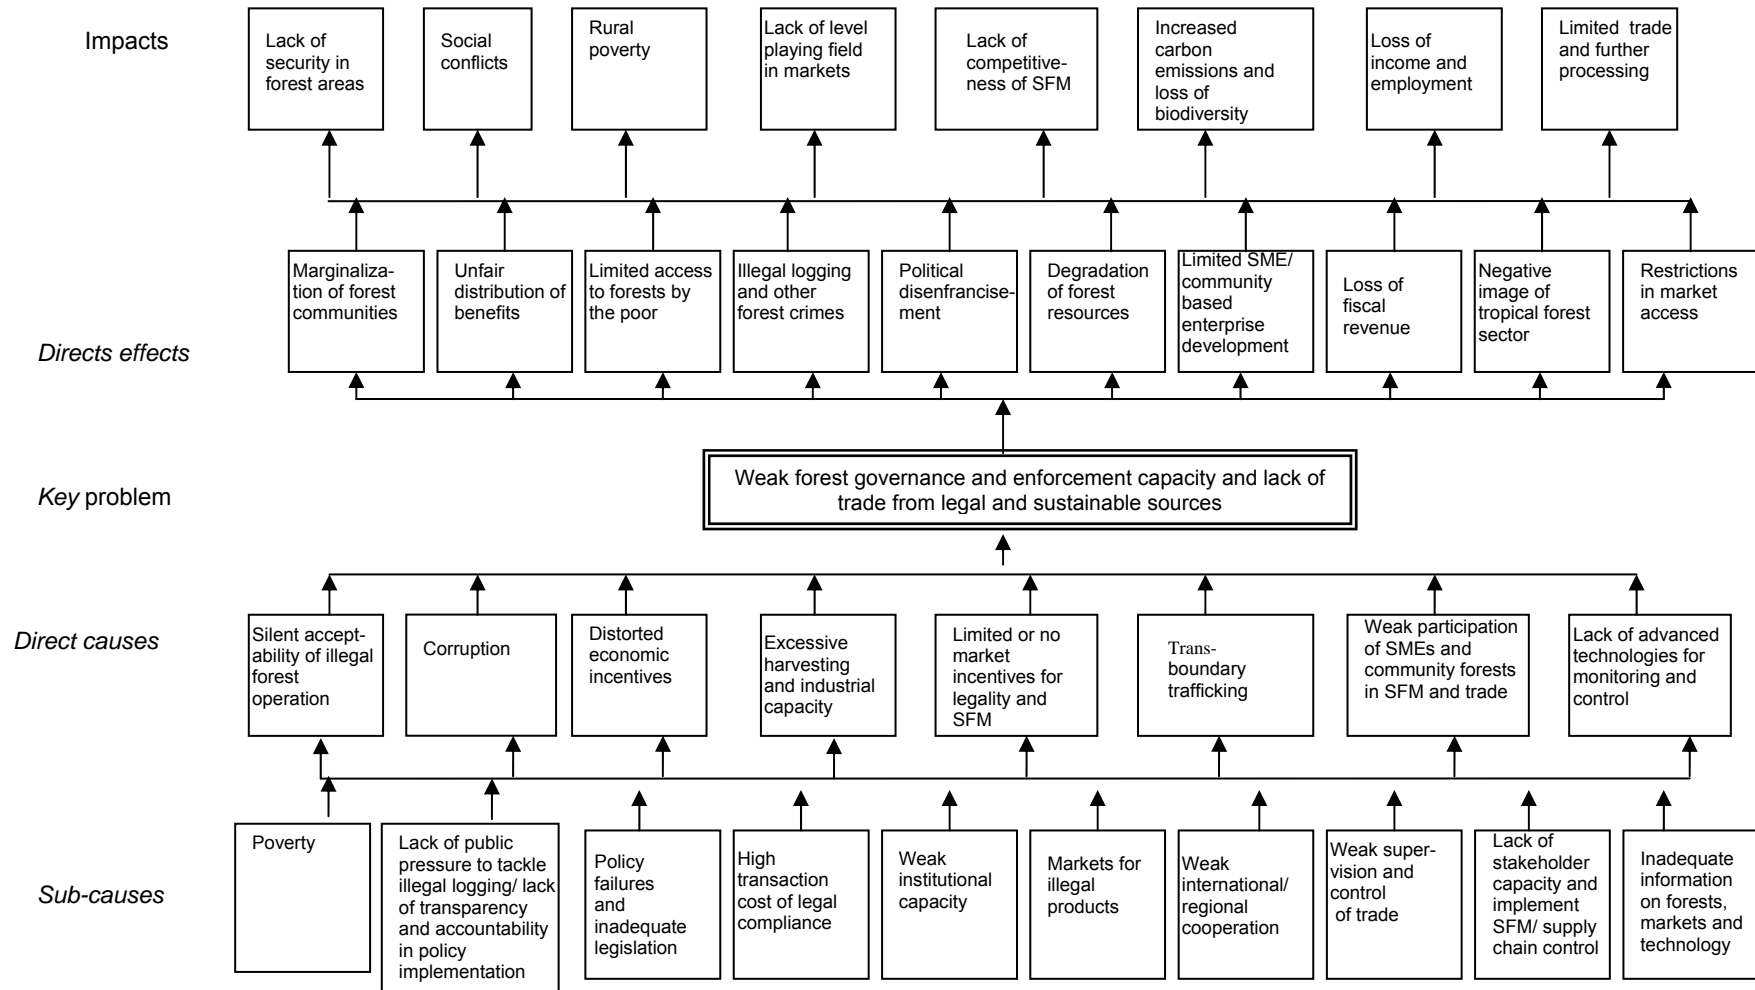 Impacts
Lack of
security in
forest areas
Social
conflicts
Rural
poverty
Lack of level
playing field
in markets
Lack of
competitive-
ness of SFM
Increased
carbon
emissions and
loss of
biodiversity
Loss of
income and
employment
Limited trade
and further
processing
Directs effects
Marginaliza-
tion of forest
communities
Unfair
distribution of
benefits
Limited access
to forests by
the poor
Illegal logging
and other
forest crimes
Political
disenfrancise-
ment
Degradation
of forest
resources
Limited SME/
community
based
enterprise
development
Loss of
fiscal
revenue
Negative
image of
tropical forest
sector
Restrictions
in market
access
Key problem
Weak forest governance and enforcement capacity and lack of
trade from legal and sustainable sources
Direct causes
Silent accept-
ability of illegal
forest
operation
Corruption
Distorted
economic
incentives
Excessive
harvesting
and industrial
capacity
Limited or no
market
incentives for
legality and
SFM
Trans-
boundary
trafficking
Weak participation
of SMEs and
community forests
in SFM and trade
Lack of advanced
technologies for
monitoring and
control
Sub-causes
Poverty
Lack of public
pressure to tackle
illegal logging/ lack
of transparency
and accountability
in policy
implementation
Policy
failures
and
inadequate
legislation
High
transaction
cost of legal
compliance
Weak
institutional
capacity
Markets for
illegal
products
Weak
international/
regional
cooperation
Weak super-
vision and
control
of trade
Lack of
stakeholder
capacity and
implement
SFM/ supply
chain control
Inadequate
information
on forests,
markets and
technology